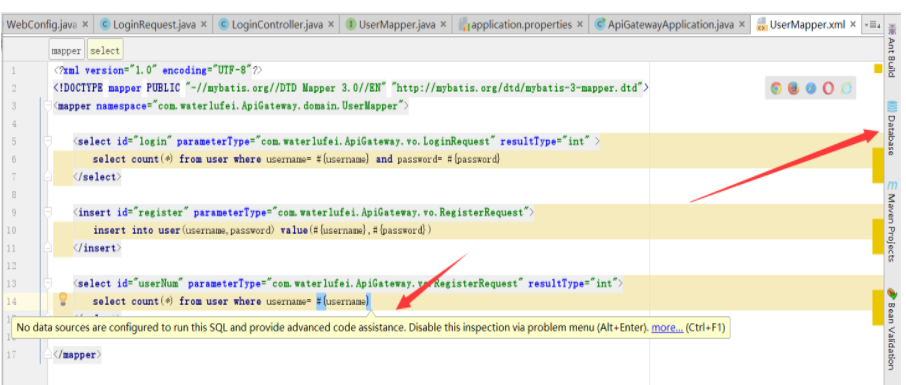 WebConfig.java × LoginRequest.java × LoginController.java × UserMapper.java × application.properties × ApiGatewayApplication.java × UserMapper.xml ×
mapper select
1 <?xml version="1.0" encoding="UTF-8"?>
2 <!DOCTYPE mapper PUBLIC "-//mybatis.org//DTD Mapper 3.0//EN" "http://mybatis.org/dtd/mybatis-3-mapper.dtd">
3 <mapper namespace="com.waterlufei.ApiGateway.domain.UserMapper">
4
5 <select id="login" parameterType="com.waterlufei.ApiGateway.vo.LoginRequest" resultType="int" >
6 select count(*) from user where username= #{username} and password= #{password}
7 </select>
8
9 <insert id="register" parameterType="com.waterlufei.ApiGateway.vo.RegisterRequest">
10 insert into user(username,password) value(#{username},#{password})
11 </insert>
12
13 <select id="userNum" parameterType="com.waterlufei.ApiGateway.vo.RegisterRequest" resultType="int">
14 select count(*) from user where username= #{username}
No data sources are configured to run this SQL and provide advanced code assistance. Disable this inspection via problem menu (Alt+Enter). more... (Ctrl+F1)
17 </mapper>
Ant Build
Database
Maven Projects
Bean Validation